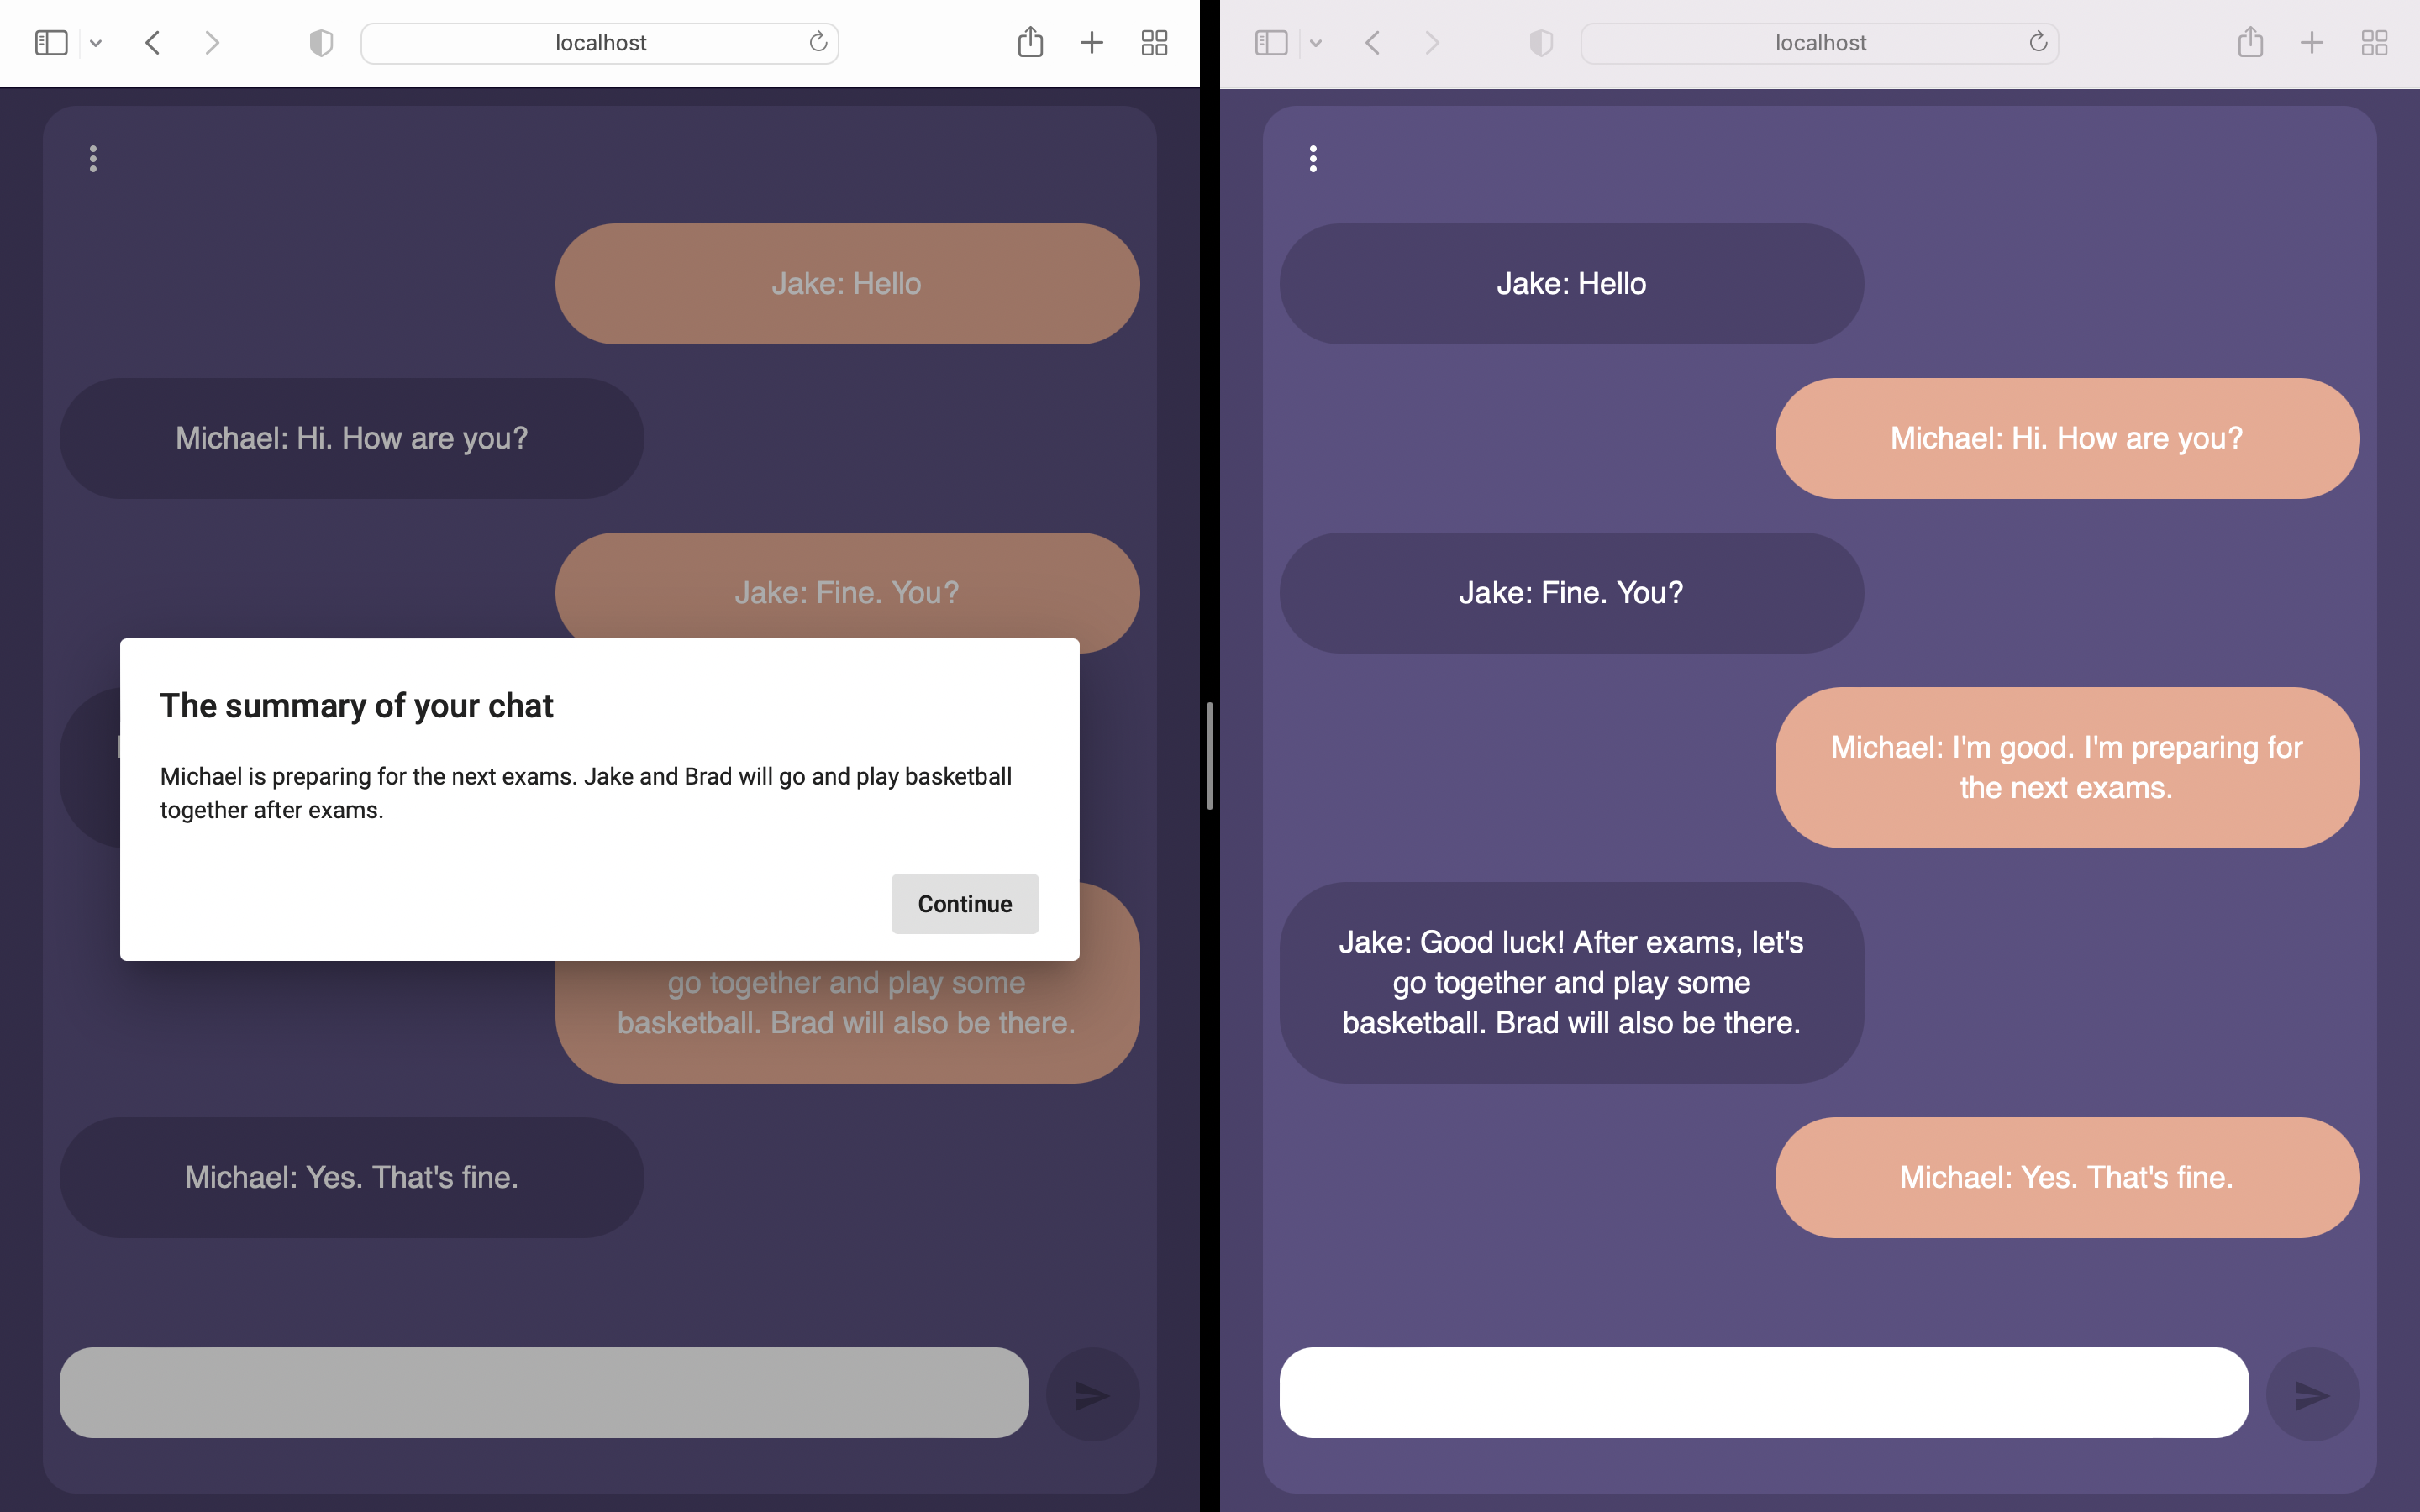 localhost
Jake: Hello
Michael: Hi. How are you?
Jake: Fine. You?
The summary of your chat
Michael is preparing for the next exams. Jake and Brad will go and play basketball
together after exams.
Continue
go together and play some
basketball. Brad will also be there.
Michael: Yes. That's fine.
localhost
Jake: Hello
Michael: Hi. How are you?
Jake: Fine. You?
Michael: I'm good. I'm preparing for
the next exams.
Jake: Good luck! After exams, let's
go together and play some
basketball. Brad will also be there.
Michael: Yes. That's fine.